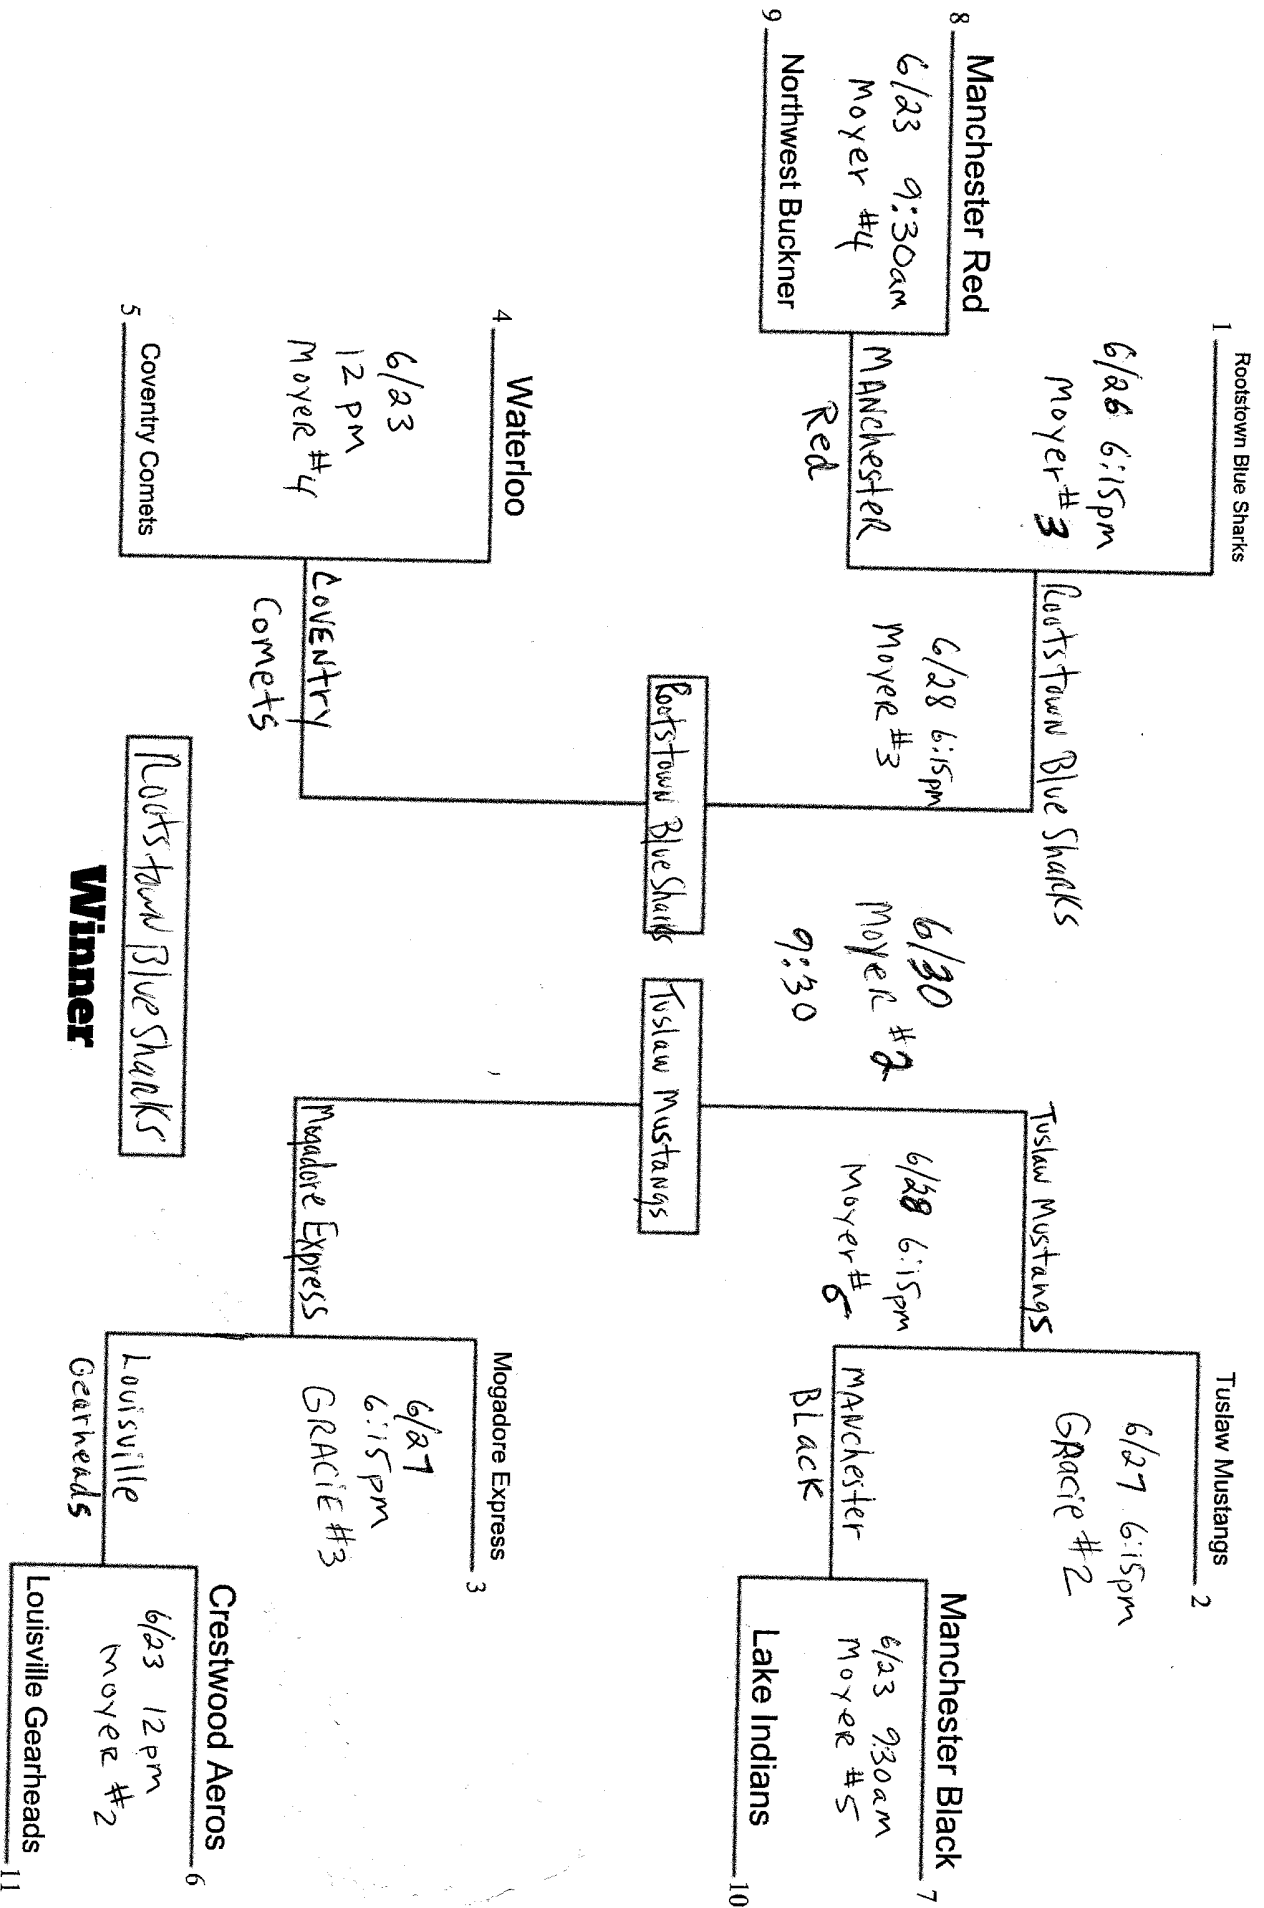 1
Rootstown Blue Sharks
6/26 6:15pm
Moyer #3
Rootstown Blue Sharks
8
Manchester Red
6/23 9:30am
Moyer #4
9
Northwest Buckner
MANchester
Red
6/28 6:15pm
Moyer #3
4
Waterloo
6/23
12 pm
Moyer #4
5
Coventry Comets
COVENtry
Comets
Rootstown Blue Sharks
6/30
Moyer #2
9:30
Tuslaw Mustangs
Rootstown Blue Sharks
Winner
Tuslaw Mustangs
Tuslaw Mustangs
2
6/27 6:15pm
GRacie #2
6/28 6:15pm
Moyer #6
MANchester
BLack
Manchester Black
7
6/23 9:30am
Moyer #5
Lake Indians
10
Mogadore Express
Mogadore Express
3
6/27
6:15pm
GRACiE #3
Louisville
Gearheads
Crestwood Aeros
6
6/23 12pm
moyer #2
Louisville Gearheads
11